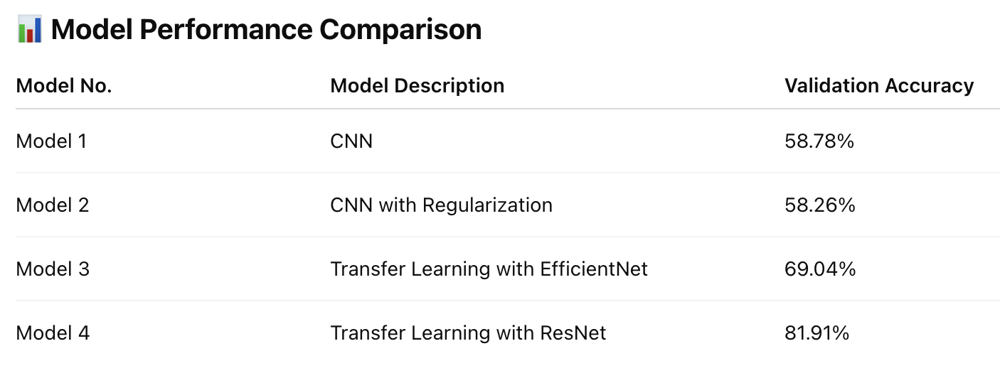 📊 Model Performance Comparison
Model No. Model Description Validation Accuracy
Model 1 CNN 58.78%
Model 2 CNN with Regularization 58.26%
Model 3 Transfer Learning with EfficientNet 69.04%
Model 4 Transfer Learning with ResNet 81.91%